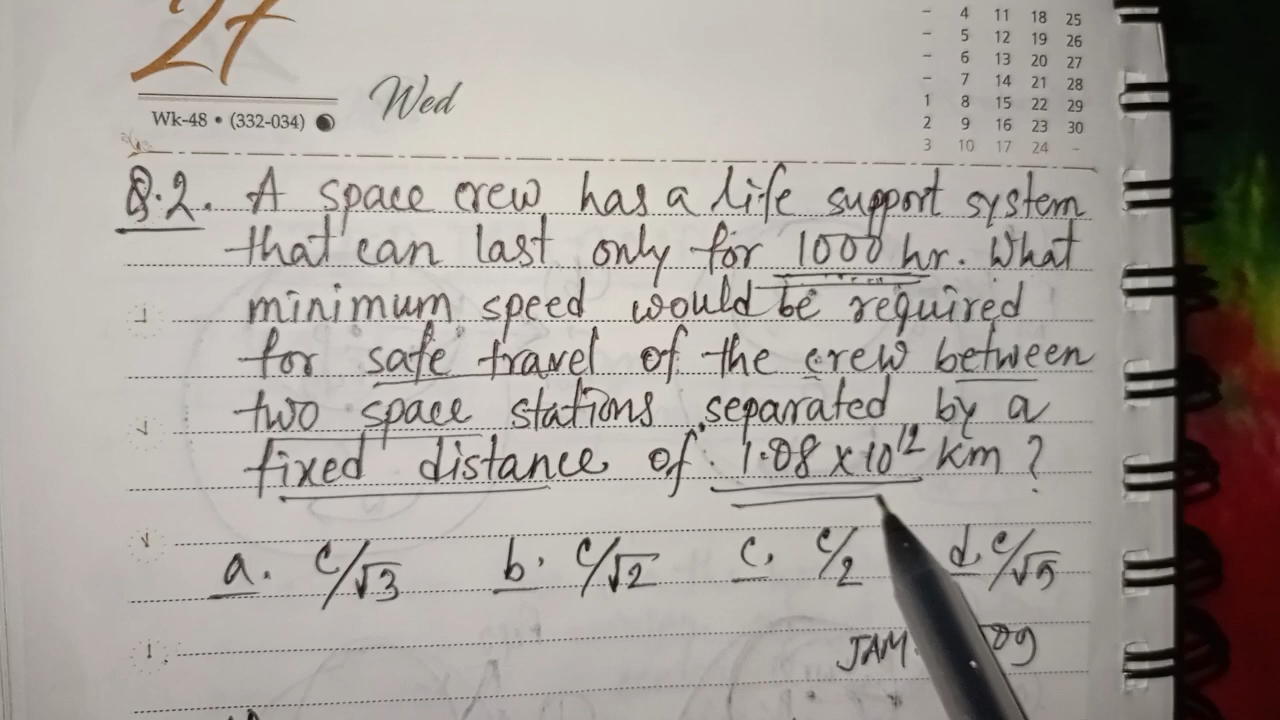 27
Wed
Wk-48 • (332-034)
- 4 11 18 25
- 5 12 19 26
- 6 13 20 27
- 7 14 21 28
1 8 15 22 29
2 9 16 23 30
3 10 17 24 -
Q.2. A space crew has a life support system
that can last only for 1000 hr. What
minimum speed would be required
for safe travel of the crew between
two space stations separated by a
fixed distance of 1.08 x 10¹² km ?
a. c/√3 b. c/√2 c. c/2 d. c/√5
JAM 09